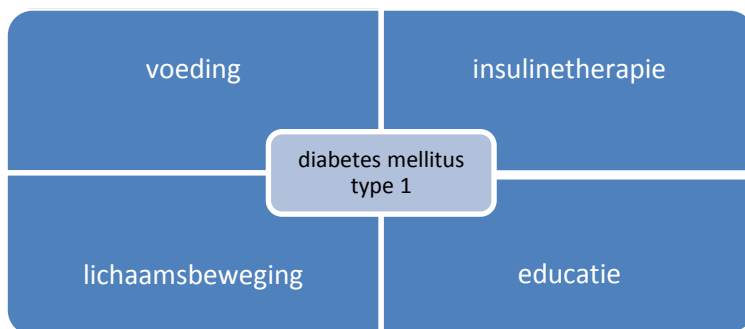 voeding
insulinetherapie
diabetes mellitus
type 1
lichaamsbeweging
educatie